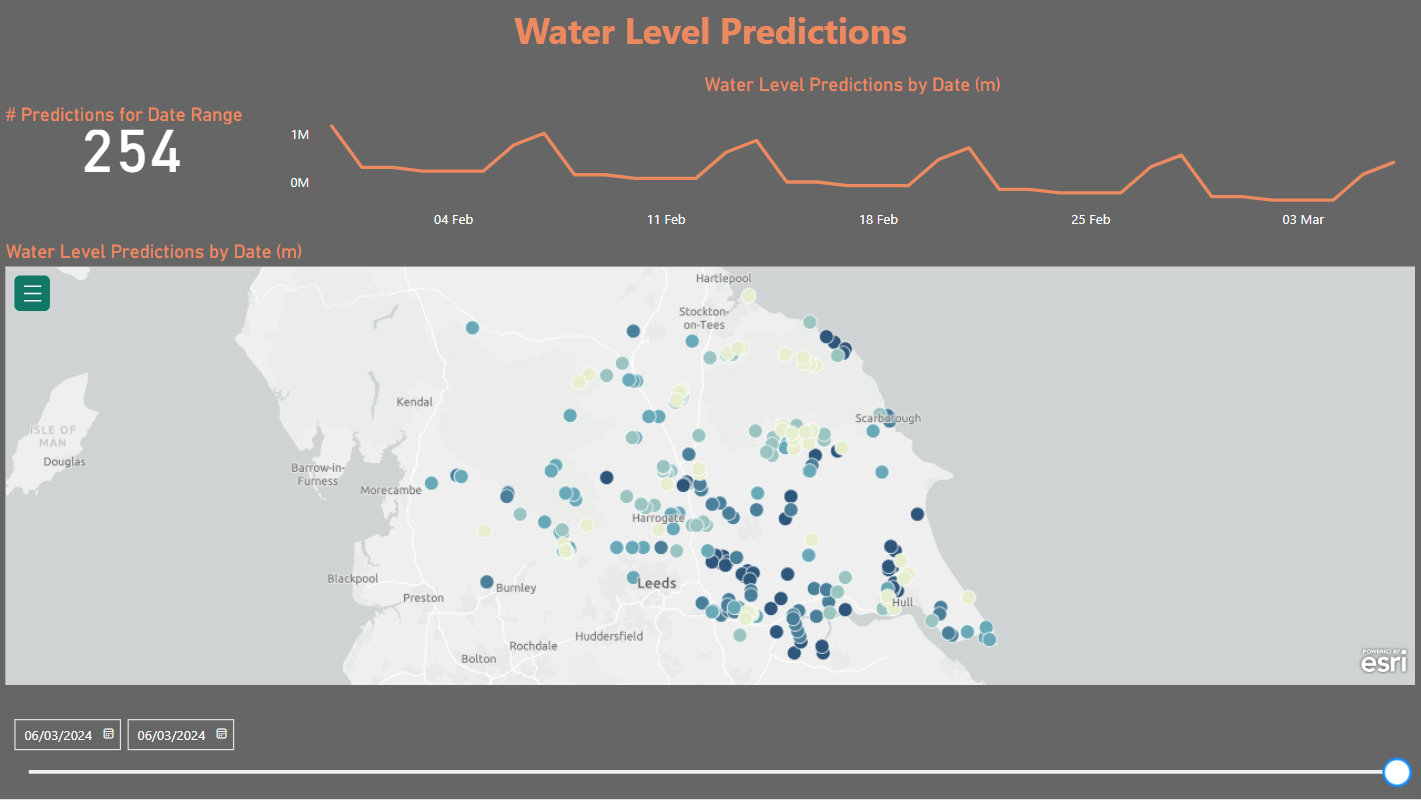 Water Level Predictions
Water Level Predictions by Date (m)
# Predictions for Date Range
254
1M
0M
04 Feb
11 Feb
18 Feb
25 Feb
03 Mar
Water Level Predictions by Date (m)
Hartlepool
Stockton-
on-Tees
Kendal
Scarborough
ISLE OF
MAN
Douglas
Barrow-in-
Furness
Morecambe
Harrogate
Blackpool
Burnley
Leeds
Preston
Hull
Huddersfield
Rochdale
Bolton
POWERED BY
esri
06/03/2024
06/03/2024